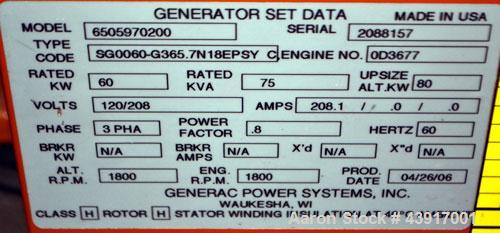 GENERATOR SET DATA MADE IN USA
MODEL 6505970200 SERIAL 2088157
TYPE CODE SG0060-G365.7N18EPSY C, ENGINE NO. 0D3677
RATED KW 60 RATED KVA 75 UPSIZE ALT.KW 80
VOLTS 120/208 AMPS 208.1 / .0 / .0
PHASE 3 PHA POWER FACTOR .8 HERTZ 60
BRKR KW N/A BRKR AMPS N/A X'd N/A X"d N/A
ALT. R.P.M. 1800 ENG. R.P.M. 1800 PROD. DATE 04/26/06
GENERAC POWER SYSTEMS, INC.
WAUKESHA, WI
CLASS H ROTOR H STATOR WINDING INSULATION AT
Aaron Stock # 43917001